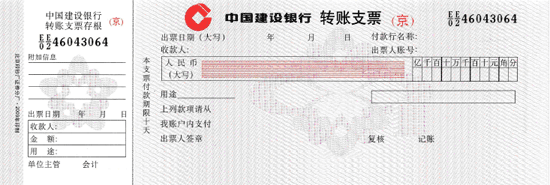 中国建设银行
转账支票存根
(京)
EE
02 46043064
附加信息
出票日期 年 月 日
收款人:
金 额:
用 途:
单位主管 会计
本支票付款期限十天
中国建设银行 转账支票 (京) EE
02 46043064
出票日期(大写) 年 月 日 付款行名称:
收款人: 出票人账号:
人民币
(大写)
亿千百十万千百十元角分
用途
上列款项请从
我账户内支付
出票人签章 复核 记账